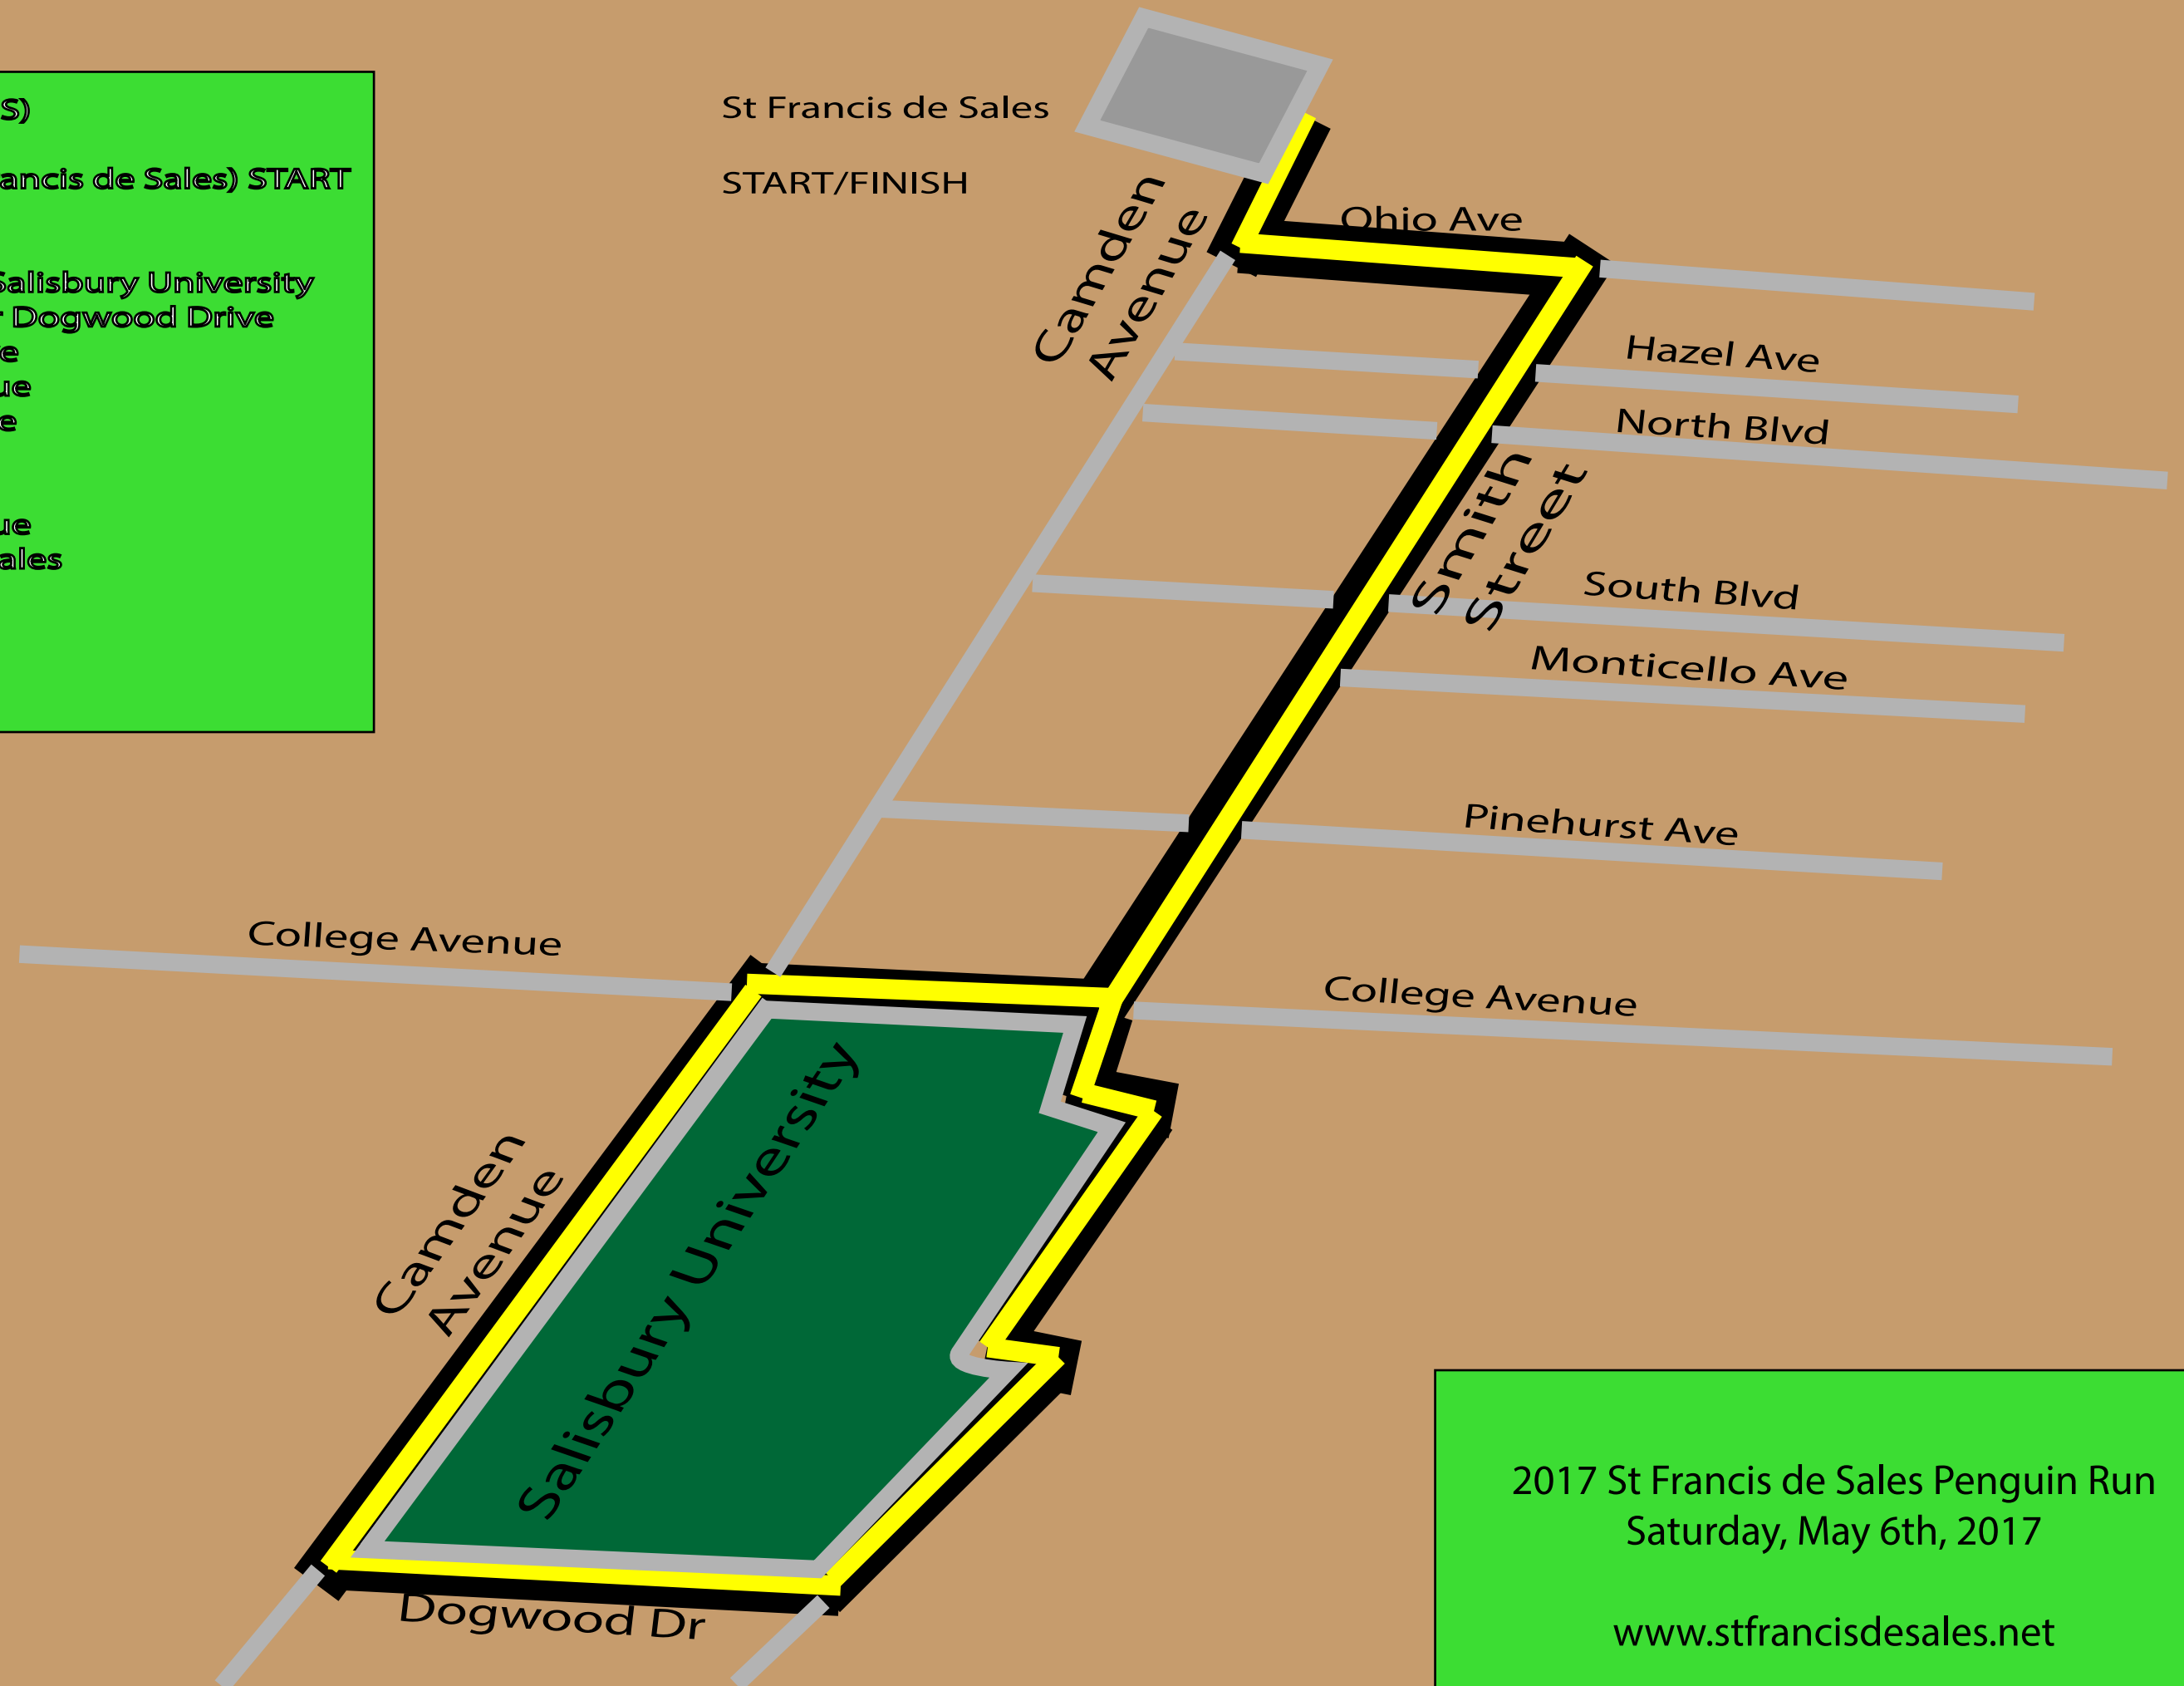 S)
ancis de Sales) START
Salisbury University
Dogwood Drive
ue
ue
ales
St Francis de Sales
START/FINISH
Camden
Avenue
Ohio Ave
Hazel Ave
North Blvd
Smith
Street
South Blvd
Monticello Ave
Pinehurst Ave
College Avenue
College Avenue
Camden
Avenue
Salisbury University
Dogwood Dr
2017 St Francis de Sales Penguin Run
Saturday, May 6th, 2017
www.stfrancisdesales.net